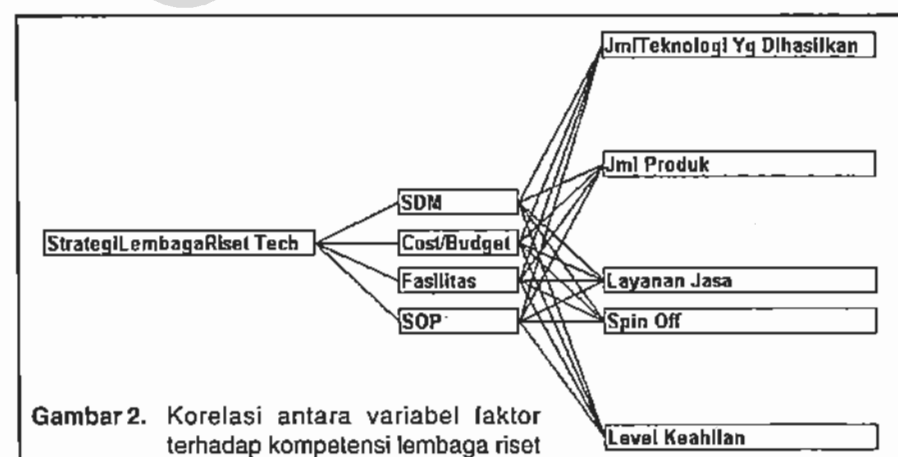 JmlTeknologi Yg Dihasilkan
Jml Produk
SDM
StrategiLembagaRiset Tech
Cost/Budget
Fasilitas
Layanan Jasa
SOP
Spin Off
Level Keahlian
Gambar 2. Korelasi antara variabel faktor
terhadap kompetensi lembaga riset